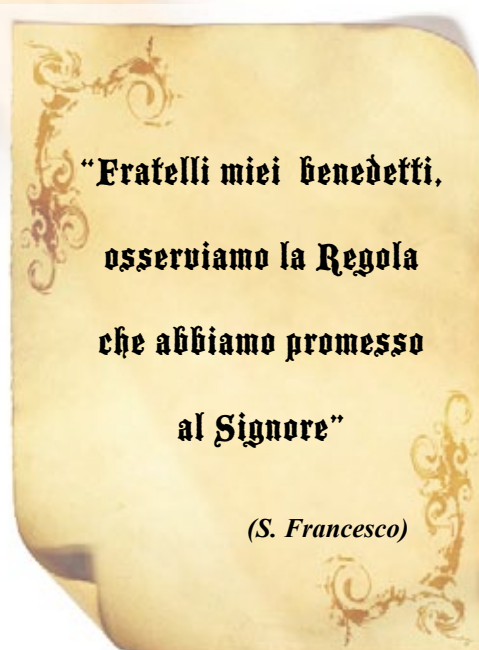 “Fratelli miei benedetti,
osserviamo la Regola
che abbiamo promesso
al Signore”
(S. Francesco)